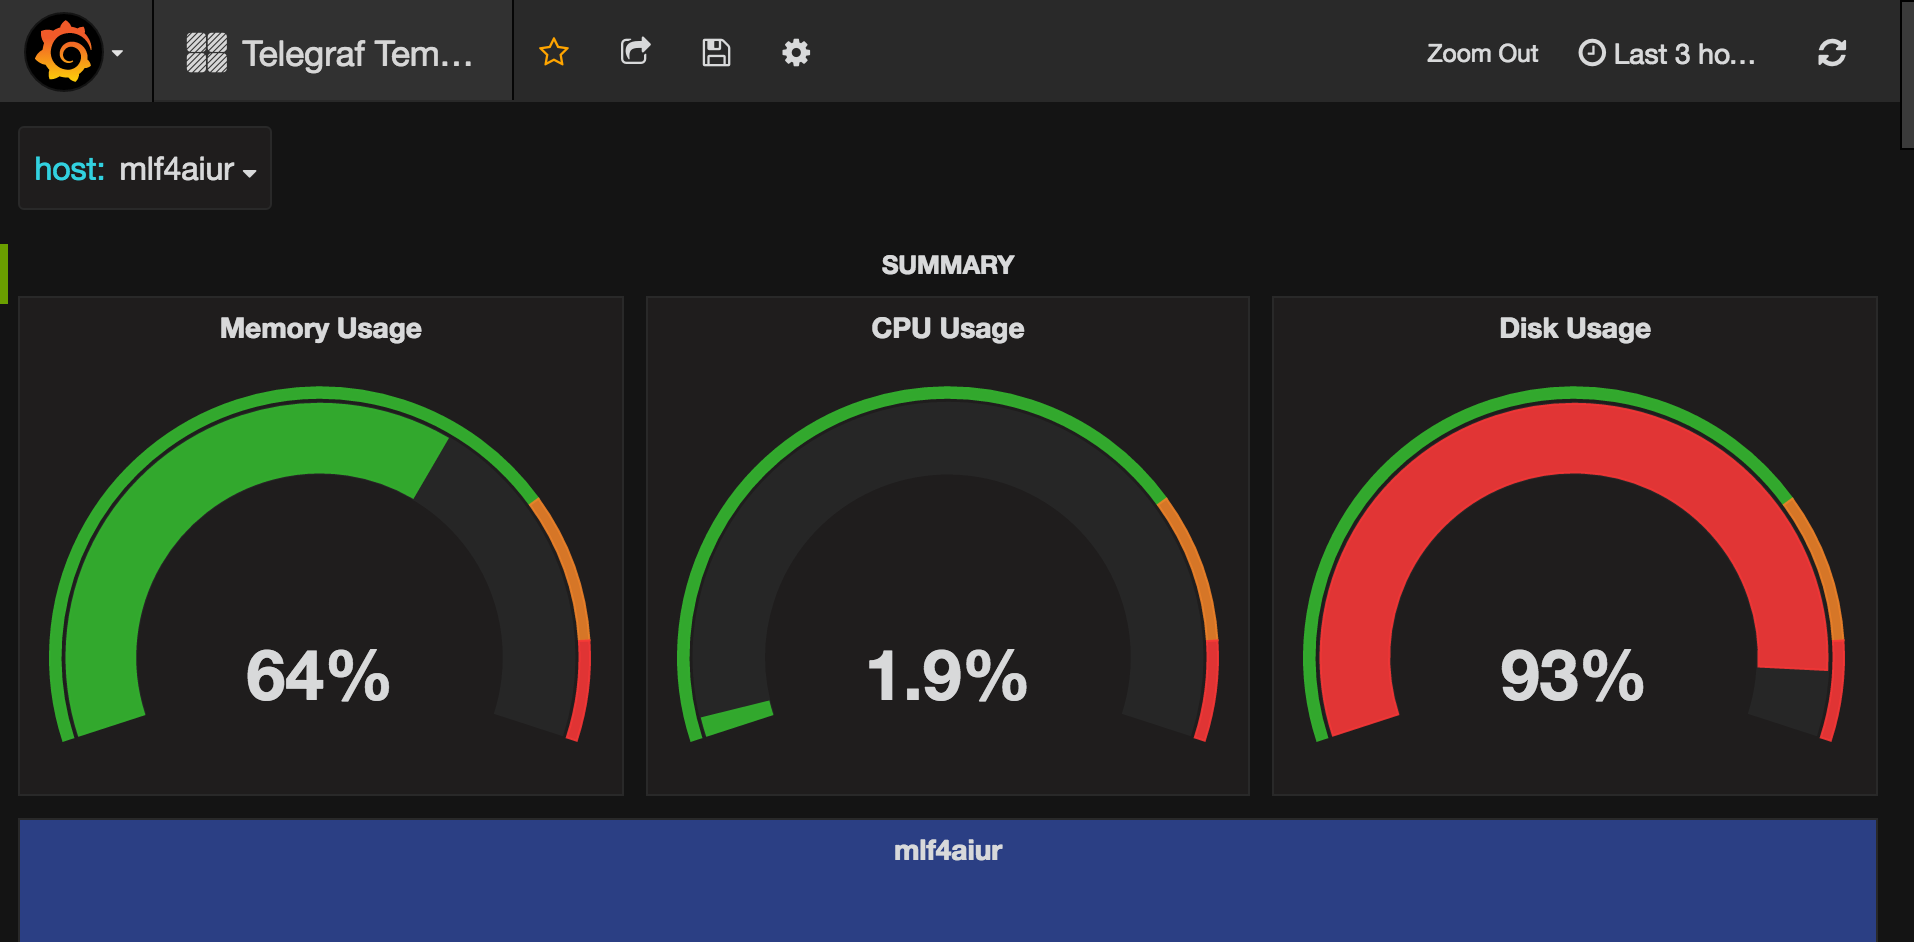 Telegraf Tem...
Zoom Out
Last 3 ho...
host: mlf4aiur
SUMMARY
Memory Usage
CPU Usage
Disk Usage
64%
1.9%
93%
mlf4aiur